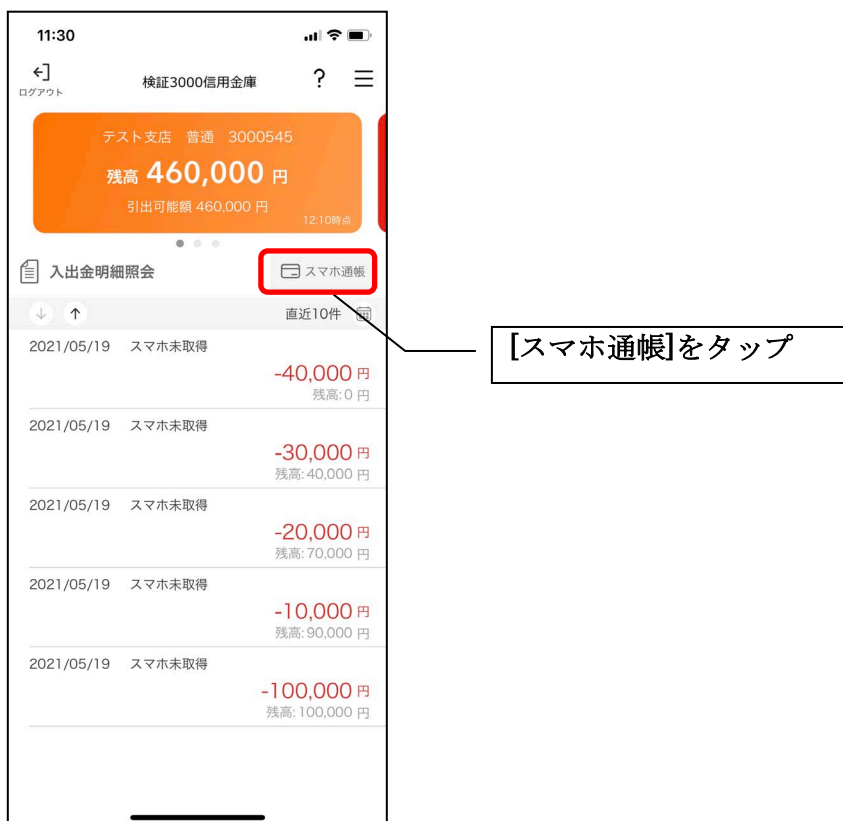 11:30
ログアウト
検証3000信用金庫
?
テスト支店 普通 3000545
残高 460,000 円
引出可能額 460,000 円
12:10時点
入出金明細照会
スマホ通帳
↓ ↑
直近10件
[スマホ通帳]をタップ
2021/05/19 スマホ未取得
-40,000 円
残高:0 円
2021/05/19 スマホ未取得
-30,000 円
残高:40,000 円
2021/05/19 スマホ未取得
-20,000 円
残高:70,000 円
2021/05/19 スマホ未取得
-10,000 円
残高:90,000 円
2021/05/19 スマホ未取得
-100,000 円
残高:100,000 円